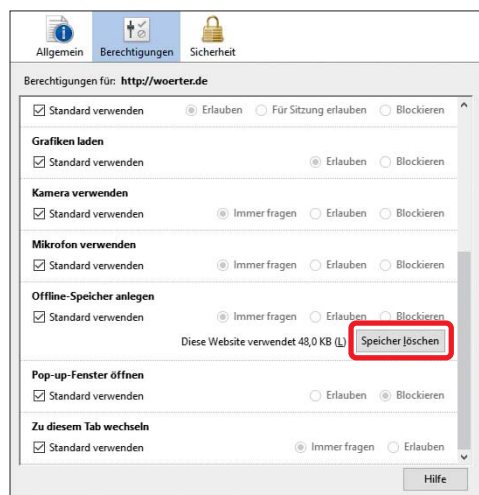 Allgemein Berechtigungen Sicherheit
Berechtigungen für: http://woerter.de
Standard verwenden Erlauben Für Sitzung erlauben Blockieren
Grafiken laden
Standard verwenden Erlauben Blockieren
Kamera verwenden
Standard verwenden Immer fragen Erlauben Blockieren
Mikrofon verwenden
Standard verwenden Immer fragen Erlauben Blockieren
Offline-Speicher anlegen
Standard verwenden Immer fragen Erlauben Blockieren
Diese Website verwendet 48,0 KB (L) Speicher löschen
Pop-up-Fenster öffnen
Standard verwenden Erlauben Blockieren
Zu diesem Tab wechseln
Standard verwenden Immer fragen Erlauben
Hilfe